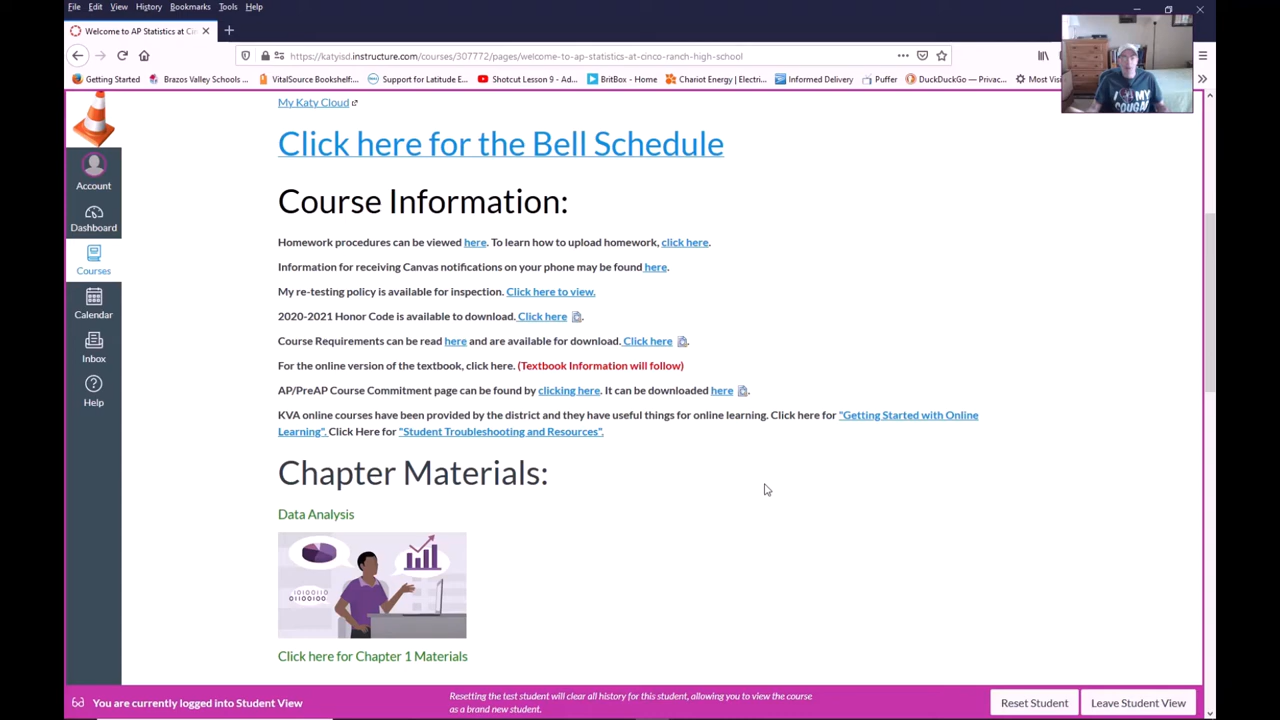 File Edit View History Bookmarks Tools Help
Welcome to AP Statistics at Cin
https://katyisd.instructure.com/courses/307772/pages/welcome-to-ap-statistics-at-cinco-ranch-high-school
Getting Started Brazos Valley Schools ... VitalSource Bookshelf:... Support for Latitude E... Shotcut Lesson 9 - Ad... BritBox - Home Chariot Energy | Electri... Informed Delivery Puffer DuckDuckGo — Privac... Most Visi
I MY
COUGAR
My Katy Cloud
Click here for the Bell Schedule
Account
Dashboard
Courses
Calendar
Inbox
Help
Course Information:
Homework procedures can be viewed here. To learn how to upload homework, click here.
Information for receiving Canvas notifications on your phone may be found here.
My re-testing policy is available for inspection. Click here to view.
2020-2021 Honor Code is available to download. Click here .
Course Requirements can be read here and are available for download. Click here .
For the online version of the textbook, click here. (Textbook Information will follow)
AP/PreAP Course Commitment page can be found by clicking here. It can be downloaded here .
KVA online courses have been provided by the district and they have useful things for online learning. Click here for "Getting Started with Online
Learning". Click Here for "Student Troubleshooting and Resources".
Chapter Materials:
Data Analysis
Click here for Chapter 1 Materials
You are currently logged into Student View
Resetting the test student will clear all history for this student, allowing you to view the course
as a brand new student.
Reset Student
Leave Student View